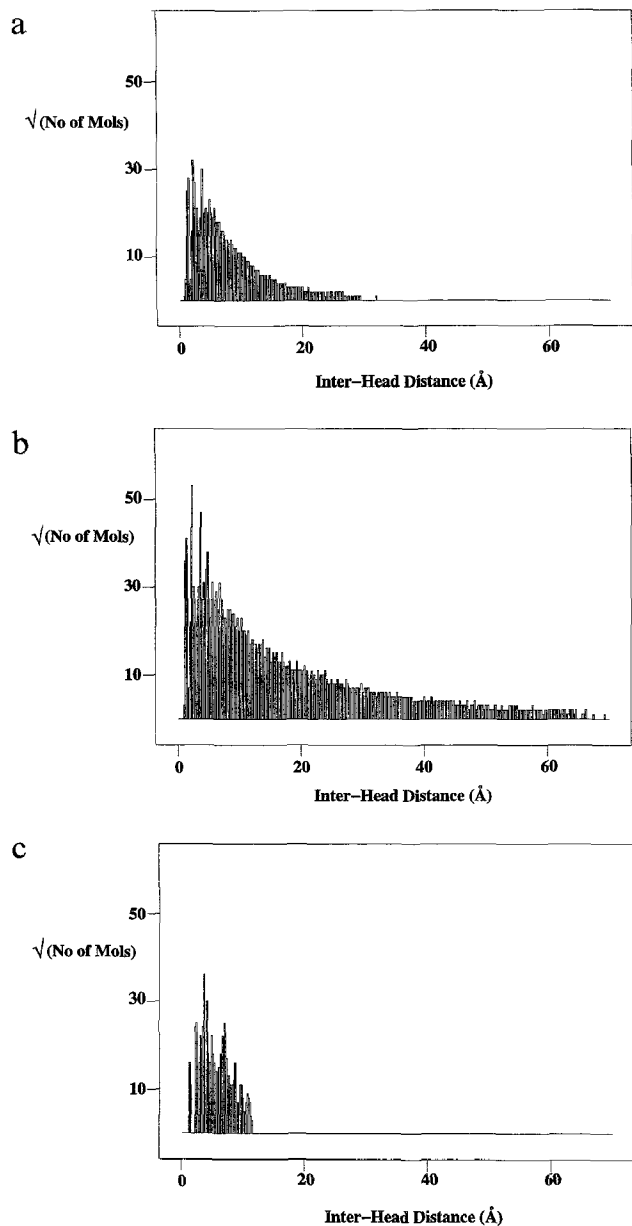 a
50
√(No of Mols)
30
10
0 20 40 60
Inter-Head Distance (Å)
b
50
√(No of Mols)
30
10
0 20 40 60
Inter-Head Distance (Å)
c
50
√(No of Mols)
30
10
0 20 40 60
Inter-Head Distance (Å)